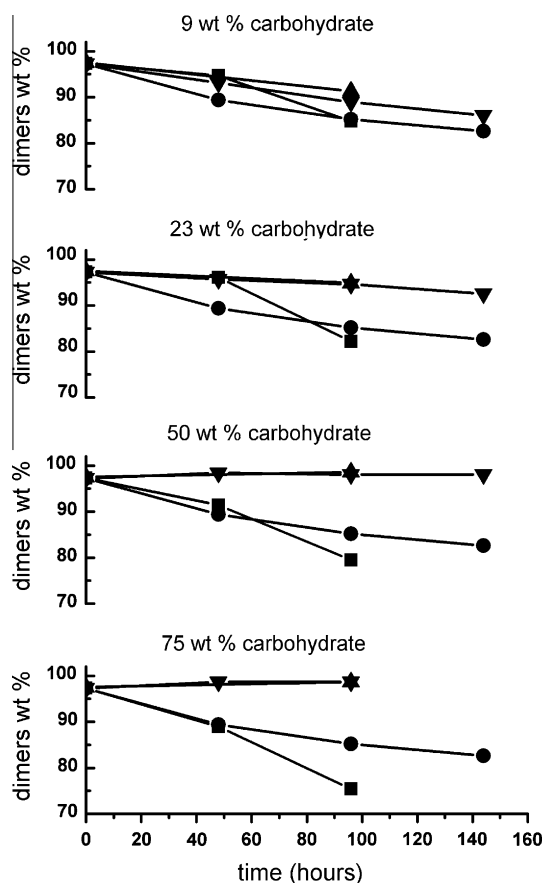 9 wt % carbohydrate
100
90
80
70
dimers wt %
23 wt % carbohydrate
100
90
80
70
dimers wt %
50 wt % carbohydrate
100
90
80
70
dimers wt %
75 wt % carbohydrate
100
90
80
70
dimers wt %
0 20 40 60 80 100 120 140 160
time (hours)